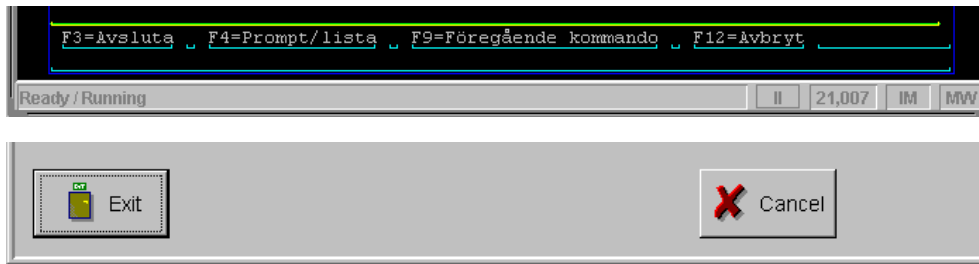 F3=Avsluta F4=Prompt/lista F9=Föregående kommando F12=Avbryt
Ready / Running II 21,007 IM MW
EXIT Exit Cancel